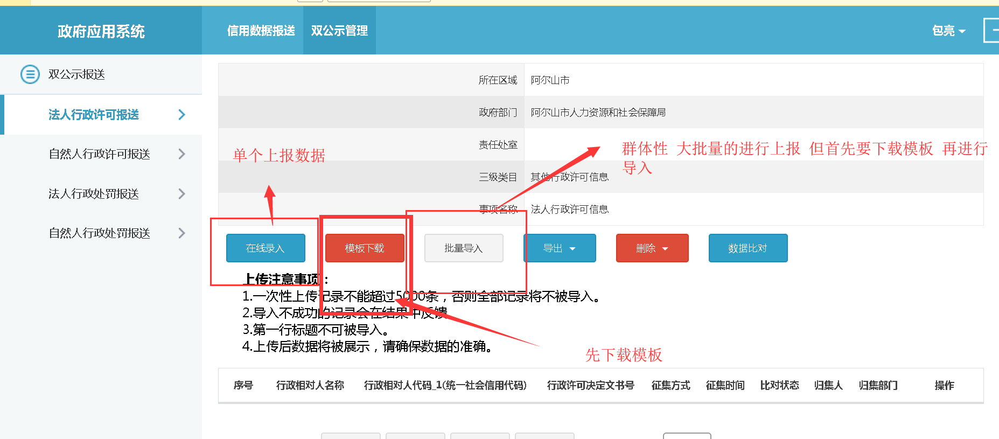 政府应用系统
信用数据报送 双公示管理
包亮
双公示报送
法人行政许可报送
自然人行政许可报送
法人行政处罚报送
自然人行政处罚报送
所在区域 阿尔山市
政府部门 阿尔山市人力资源和社会保障局
责任处室
三级类目 其他行政许可信息
事项名称 法人行政许可信息
单个上报数据
群体性 大批量的进行上报 但首先要下载模板 再进行
导入
在线录入 模板下载 批量导入 导出 删除 数据比对
上传注意事项：
1.一次性上传记录不能超过5000条，否则全部记录将不被导入。
2.导入不成功的记录会在结果中反馈
3.第一行标题不可被导入。
4.上传后数据将被展示，请确保数据的准确。
先下载模板
序号 行政相对人名称 行政相对人代码_1(统一社会信用代码) 行政许可决定文书号 征集方式 征集时间 比对状态 归集人 归集部门 操作